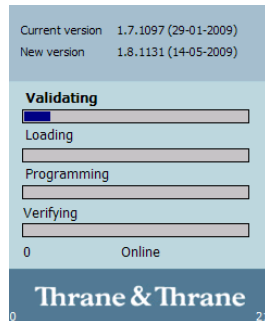 Current version 1.7.1097 (29-01-2009)
New version 1.8.1131 (14-05-2009)
Validating
Loading
Programming
Verifying
0 Online
Thrane & Thrane
0